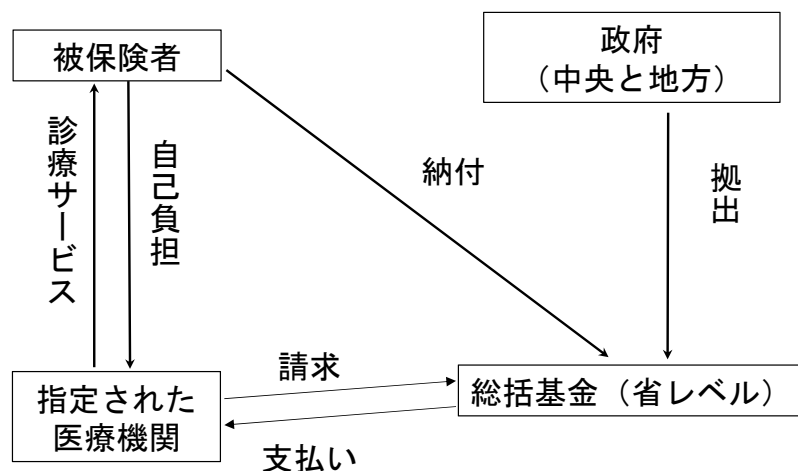 被保険者
政府
（中央と地方）
診療サービス
自己負担
納付
拠出
請求
指定された
医療機関
総括基金（省レベル）
支払い